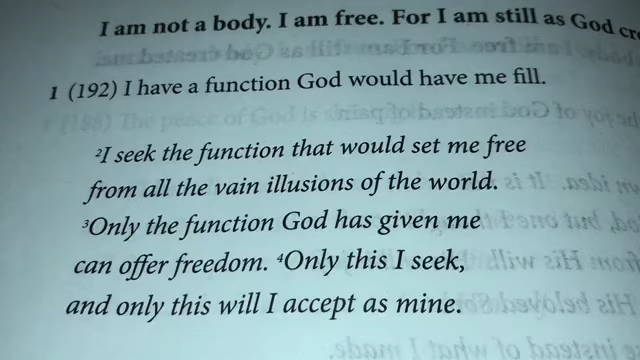 I am not a body. I am free. For I am still as God
1 (192) I have a function God would have me fill.
²I seek the function that would set me free
from all the vain illusions of the world.
³Only the function God has given me
can offer freedom. ⁴Only this I seek,
and only this will I accept as mine.